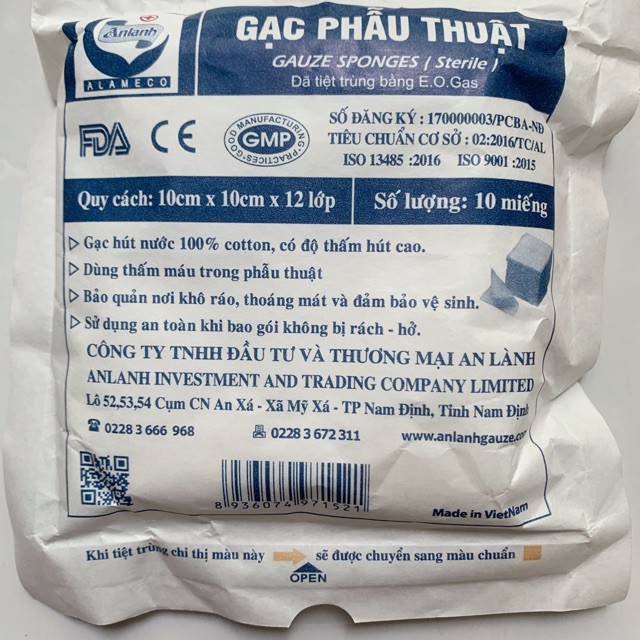 Anlanh
ALAMECO
GẠC PHẪU THUẬT
GAUZE SPONGES ( Sterile )
Đã tiệt trùng bằng E.O.Gas
FDA CE
GOOD MANUFACTURING PRACTICES
GMP
SỐ ĐĂNG KÝ : 170000003/PCBA-NĐ
TIÊU CHUẨN CƠ SỞ : 02:2016/TC/AL
ISO 13485 :2016 ISO 9001 :2015
Quy cách: 10cm x 10cm x 12 lớp
Số lượng: 10 miếng
Gạc hút nước 100% cotton, có độ thấm hút cao.
Dùng thấm máu trong phẫu thuật
Bảo quản nơi khô ráo, thoáng mát và đảm bảo vệ sinh.
Sử dụng an toàn khi bao gói không bị rách - hở.
CÔNG TY TNHH ĐẦU TƯ VÀ THƯƠNG MẠI AN LÀNH
ANLANH INVESTMENT AND TRADING COMPANY LIMITED
Lô 52,53,54 Cụm CN An Xá - Xã Mỹ Xá - TP Nam Định, Tỉnh Nam Định
0228 3 666 968 0228 3 672 311 www.anlanhgauze.com
8 936074 971521
Made in VietNam
Khi tiệt trùng chỉ thị màu này sẽ được chuyển sang màu chuẩn
OPEN